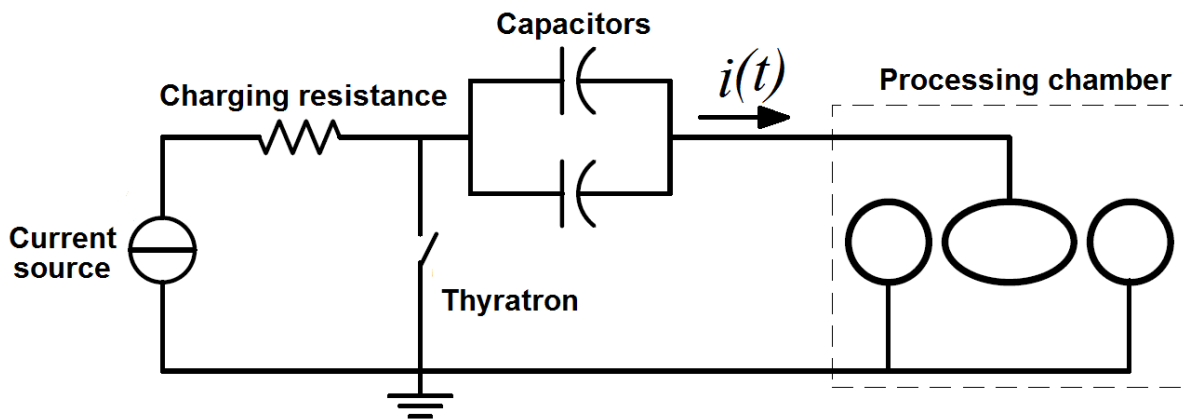 Capacitors
Charging resistance
i(t)
Processing chamber
Current
source
Thyratron